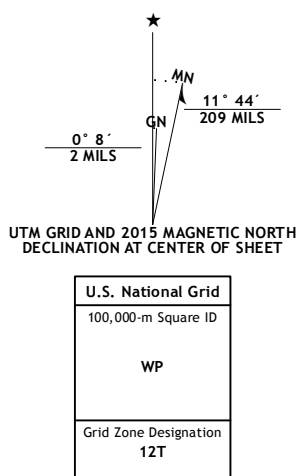 ★
MN
GN
11° 44´
209 MILS
0° 8´
2 MILS
UTM GRID AND 2015 MAGNETIC NORTH
DECLINATION AT CENTER OF SHEET
U.S. National Grid
100,000-m Square ID
WP
Grid Zone Designation
12T